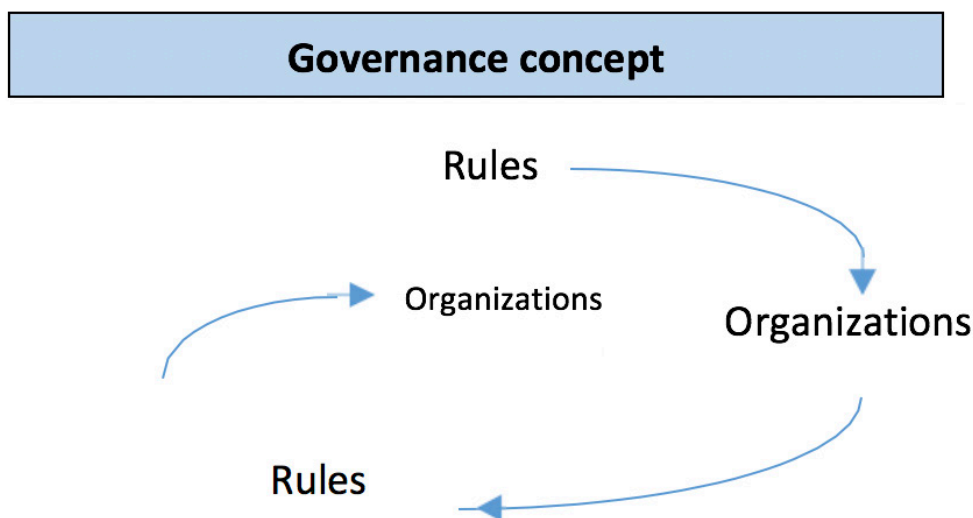 Governance concept
Rules
Organizations
Organizations
Rules